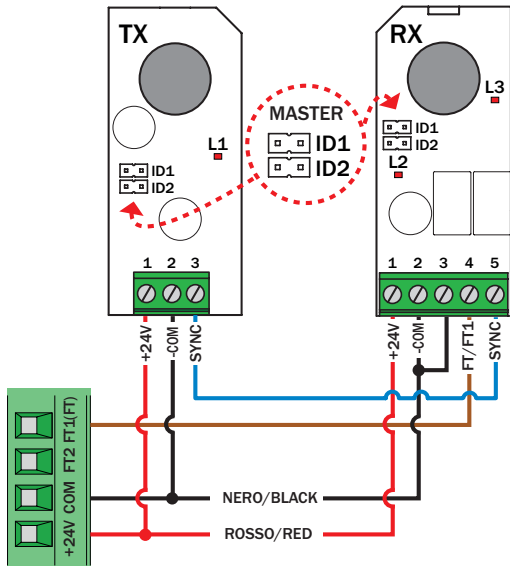 TX
RX
L3
MASTER
ID1
ID2
L1
ID1
ID2
ID1
ID2
L2
1 2 3
1 2 3 4 5
+24V
-COM
SYNC
+24V
-COM
FT/FT1
SYNC
FT1(FT)
FT2
COM
+24V
NERO/BLACK
ROSSO/RED